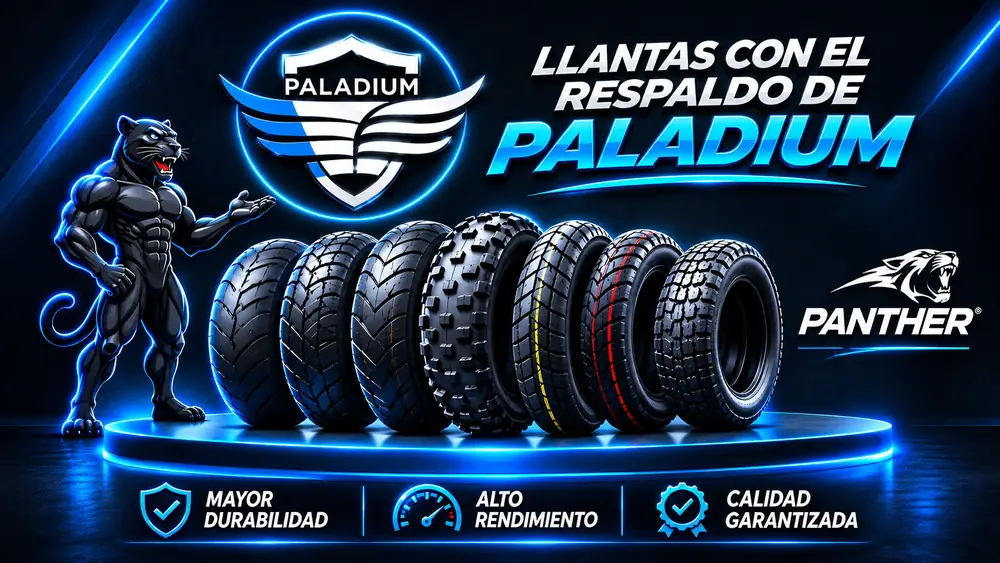 PALADIUM
LLANTAS CON EL
RESPALDO DE
PALADIUM
PANTHER®
MAYOR
DURABILIDAD
ALTO
RENDIMIENTO
CALIDAD
GARANTIZADA